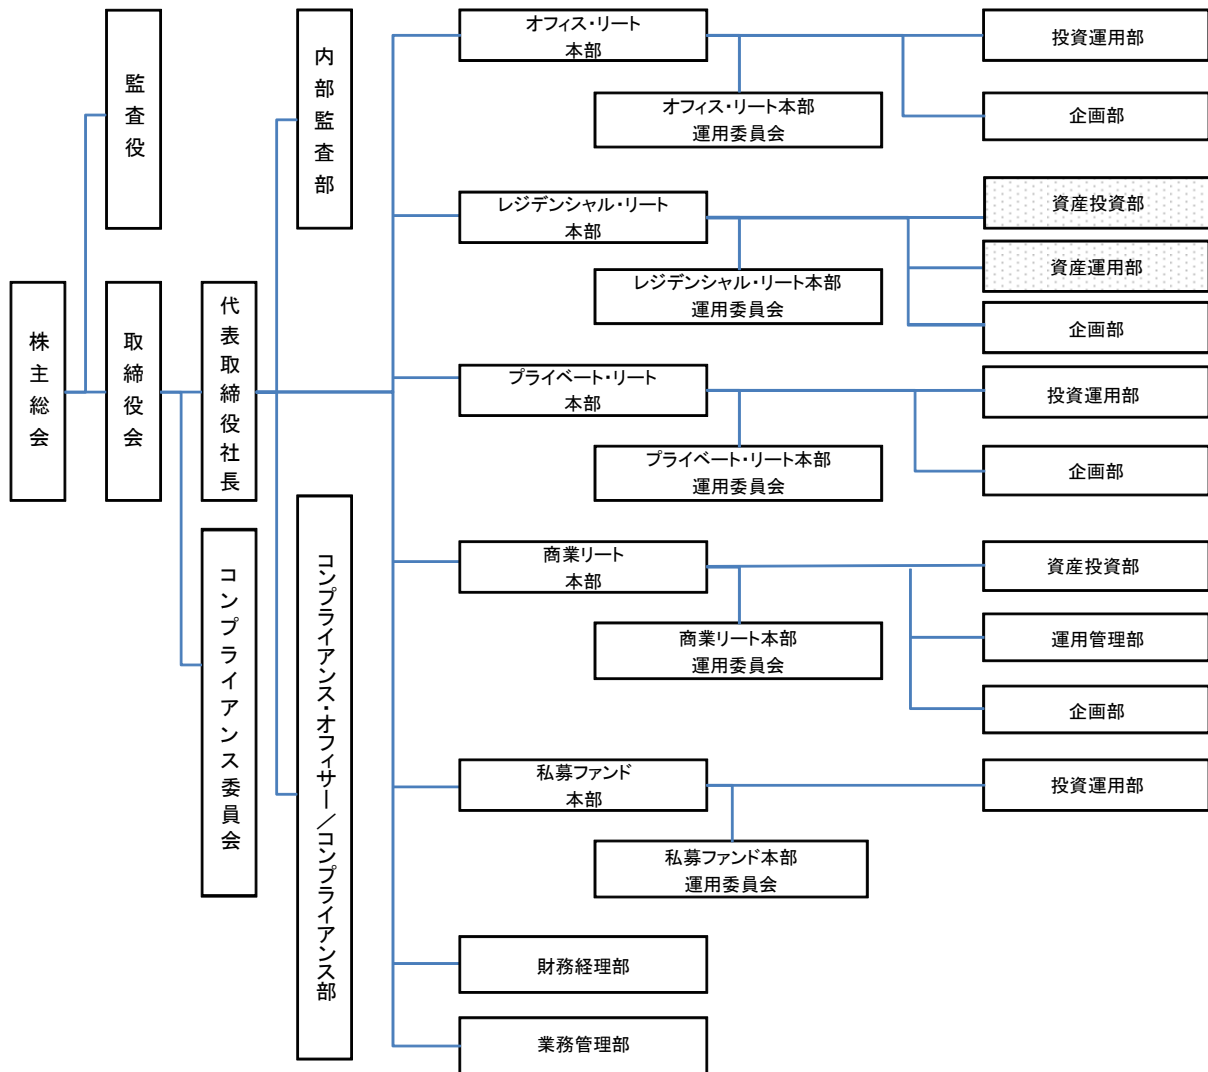 株主総会
監査役
取締役会
代表取締役社長
コンプライアンス委員会
内部監査部
コンプライアンス・オフィサー／コンプライアンス部
オフィス・リート
本部
オフィス・リート本部
運用委員会
投資運用部
企画部
レジデンシャル・リート
本部
レジデンシャル・リート本部
運用委員会
資産投資部
資産運用部
企画部
プライベート・リート
本部
プライベート・リート本部
運用委員会
投資運用部
企画部
商業リート
本部
商業リート本部
運用委員会
資産投資部
運用管理部
企画部
私募ファンド
本部
私募ファンド本部
運用委員会
投資運用部
財務経理部
業務管理部